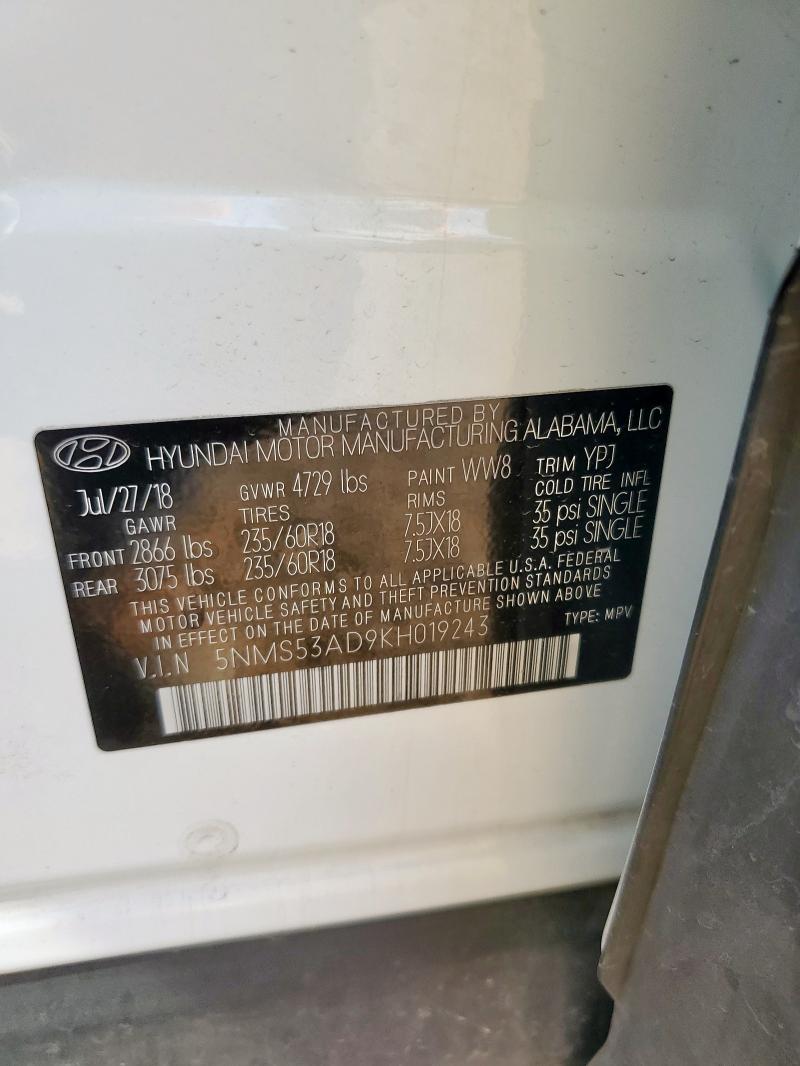 MANUFACTURED BY
HYUNDAI MOTOR MANUFACTURING ALABAMA, LLC
Jul/27/18 GVWR 4729 lbs PAINT WW8 TRIM YPJ
GAWR TIRES RIMS COLD TIRE INFL
FRONT 2866 lbs 235/60R18 7.5JX18 35 psi SINGLE
REAR 3075 lbs 235/60R18 7.5JX18 35 psi SINGLE
THIS VEHICLE CONFORMS TO ALL APPLICABLE U.S.A. FEDERAL
MOTOR VEHICLE SAFETY AND THEFT PREVENTION STANDARDS
IN EFFECT ON THE DATE OF MANUFACTURE SHOWN ABOVE
V.I.N 5NMS53AD9KH019243 TYPE: MPV